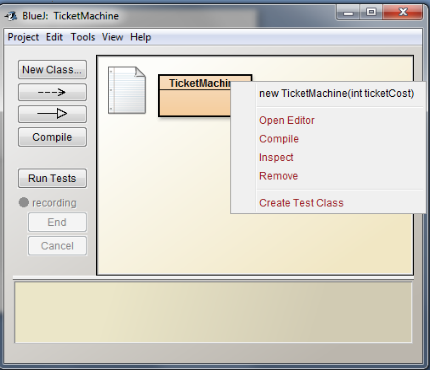 BlueJ: TicketMachine
Project Edit Tools View Help
New Class...
Compile
Run Tests
recording
End
Cancel
TicketMachin
new TicketMachine(int ticketCost)
Open Editor
Compile
Inspect
Remove
Create Test Class